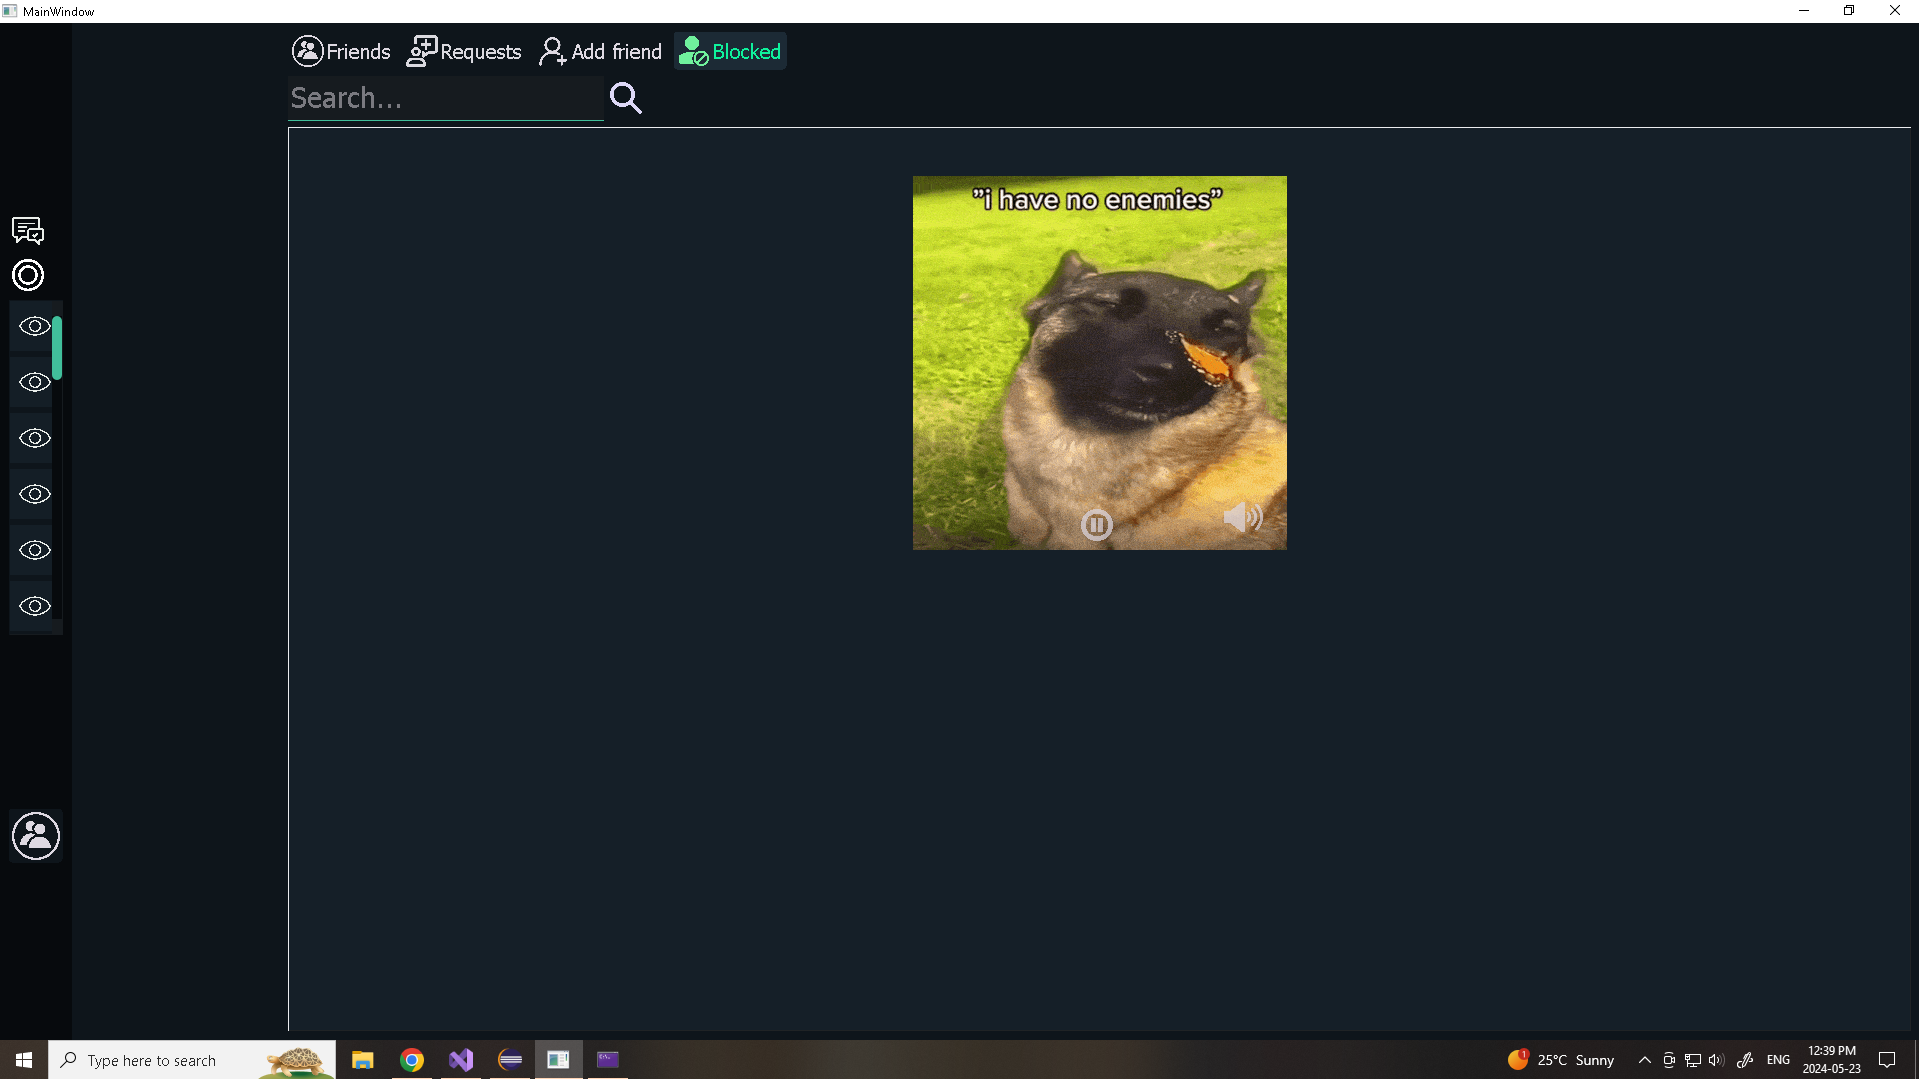 MainWindow
Friends Requests Add friend Blocked
Search...
"i have no enemies"
Type here to search
1
25°C Sunny
ENG
12:39 PM
2024-05-23